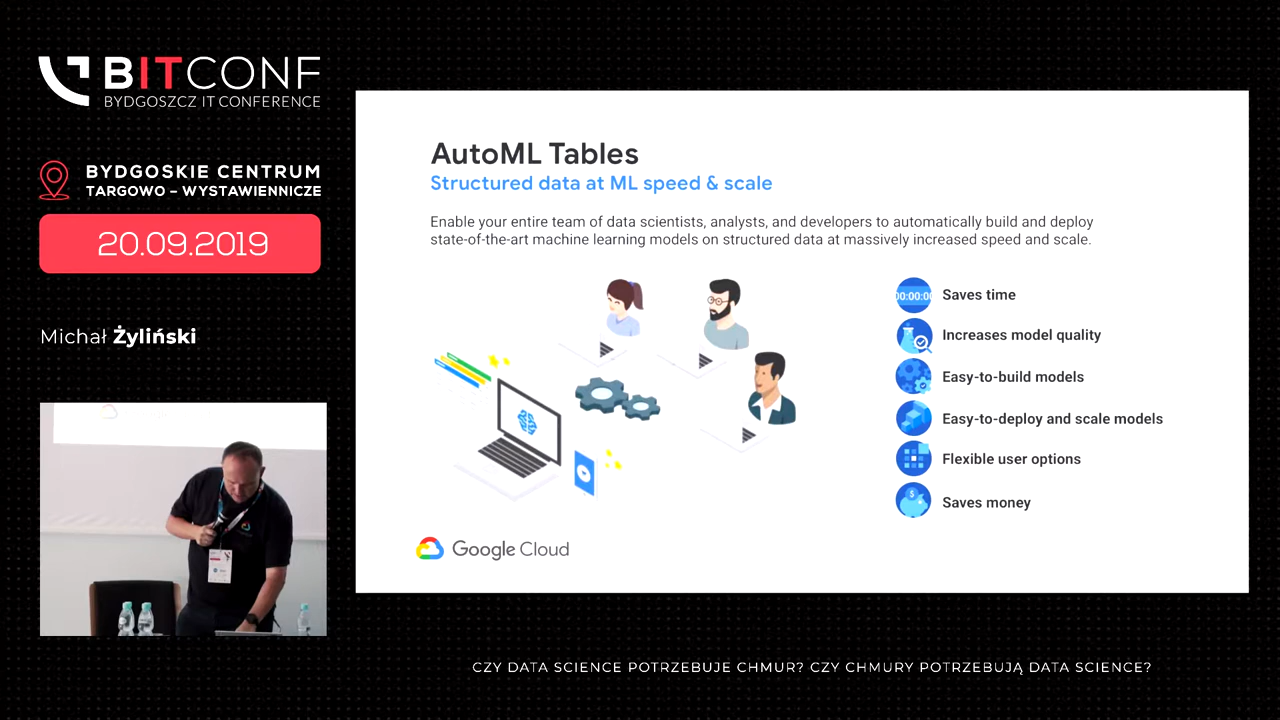 BITCONF
BYDGOSZCZ IT CONFERENCE
BYDGOSKIE CENTRUM
TARGOWO – WYSTAWIENNICZE
20.09.2019
Michał Żyliński
AutoML Tables
Structured data at ML speed & scale
Enable your entire team of data scientists, analysts, and developers to automatically build and deploy
state-of-the-art machine learning models on structured data at massively increased speed and scale.
00:00:00
Saves time
Increases model quality
Easy-to-build models
Easy-to-deploy and scale models
Flexible user options
$
Saves money
Google Cloud
CZY DATA SCIENCE POTRZEBUJE CHMUR? CZY CHMURY POTRZEBUJĄ DATA SCIENCE?